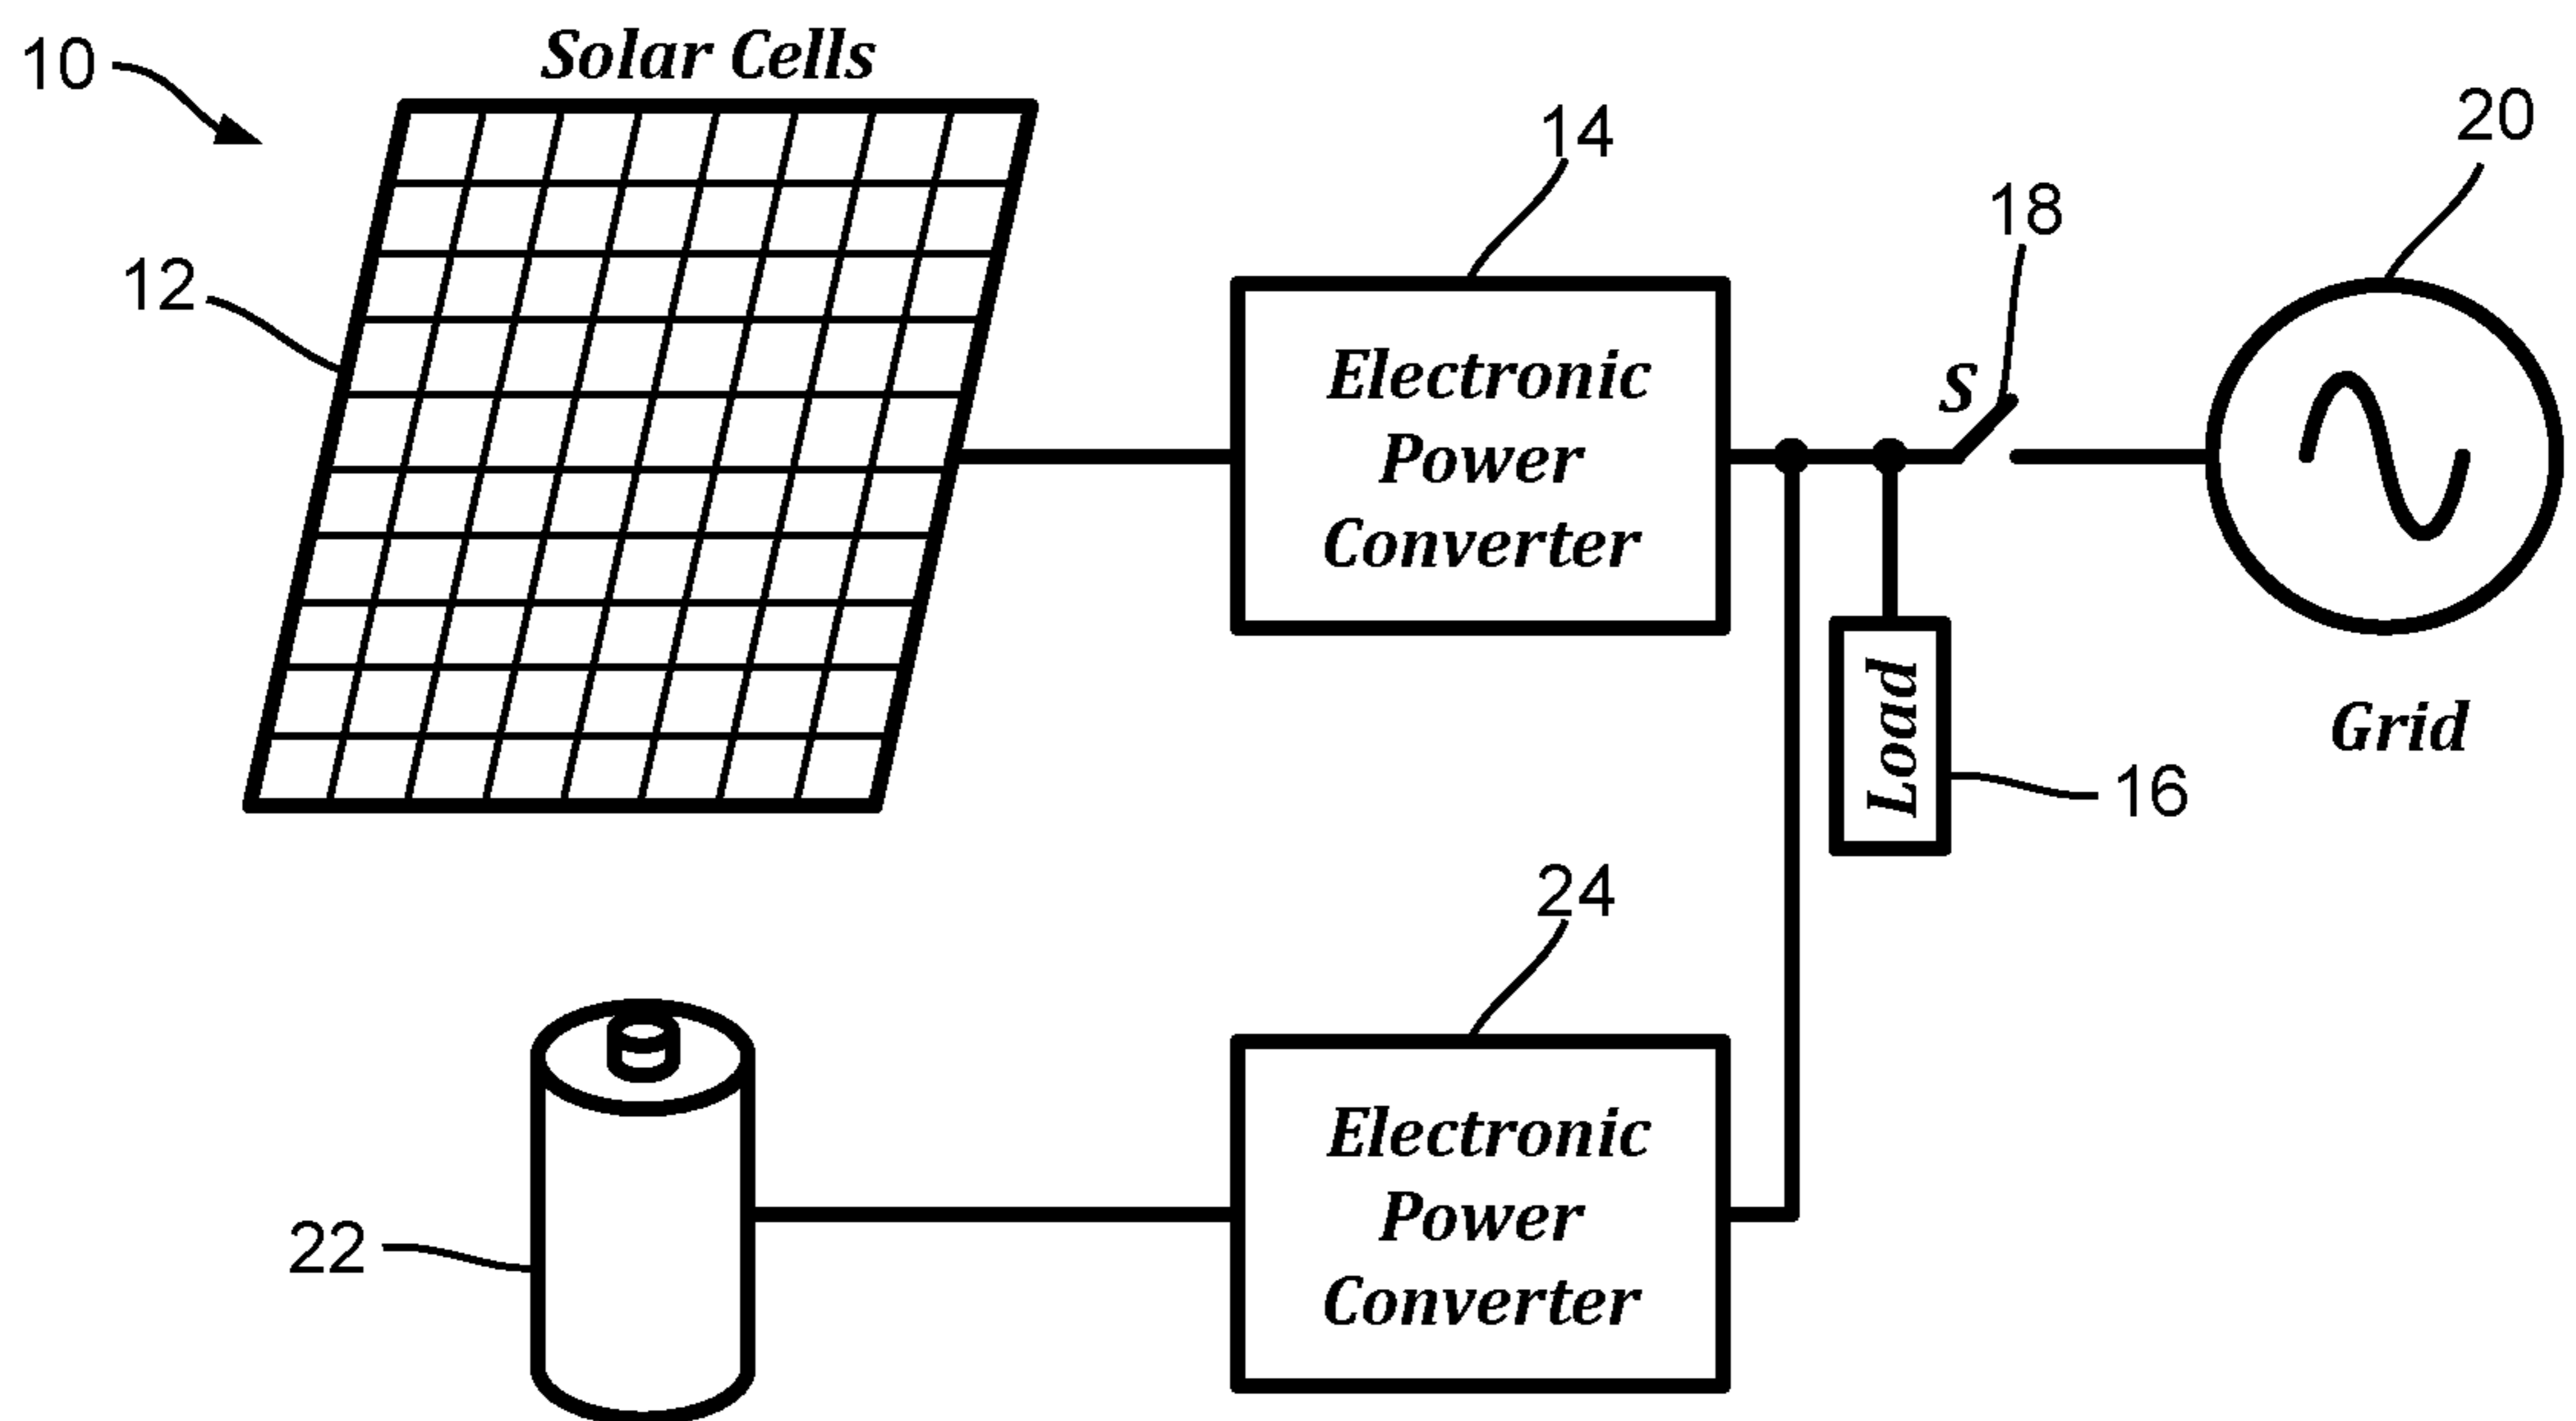 10
Solar Cells
12
14
Electronic
Power
Converter
18
S
20
Grid
Load
16
22
24
Electronic
Power
Converter